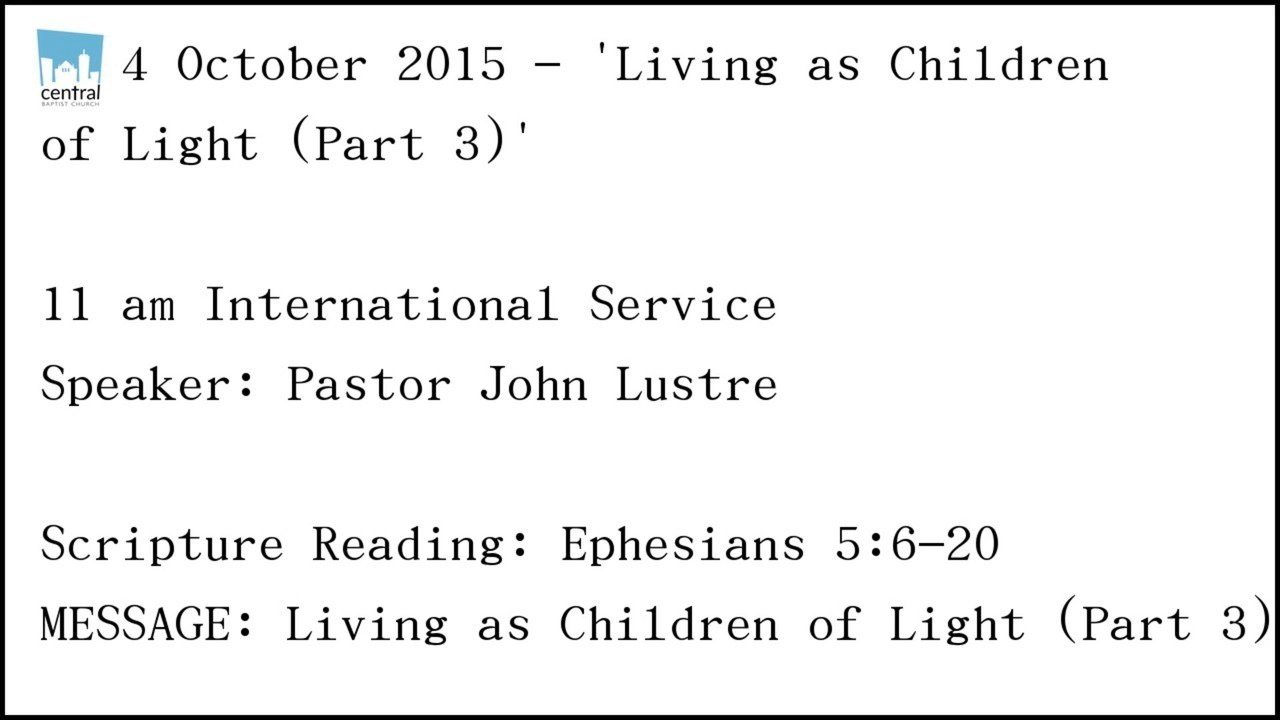 4 October 2015 – 'Living as Children
central
BAPTIST CHURCH
of Light (Part 3)'
11 am International Service
Speaker: Pastor John Lustre
Scripture Reading: Ephesians 5:6–20
MESSAGE: Living as Children of Light (Part 3)